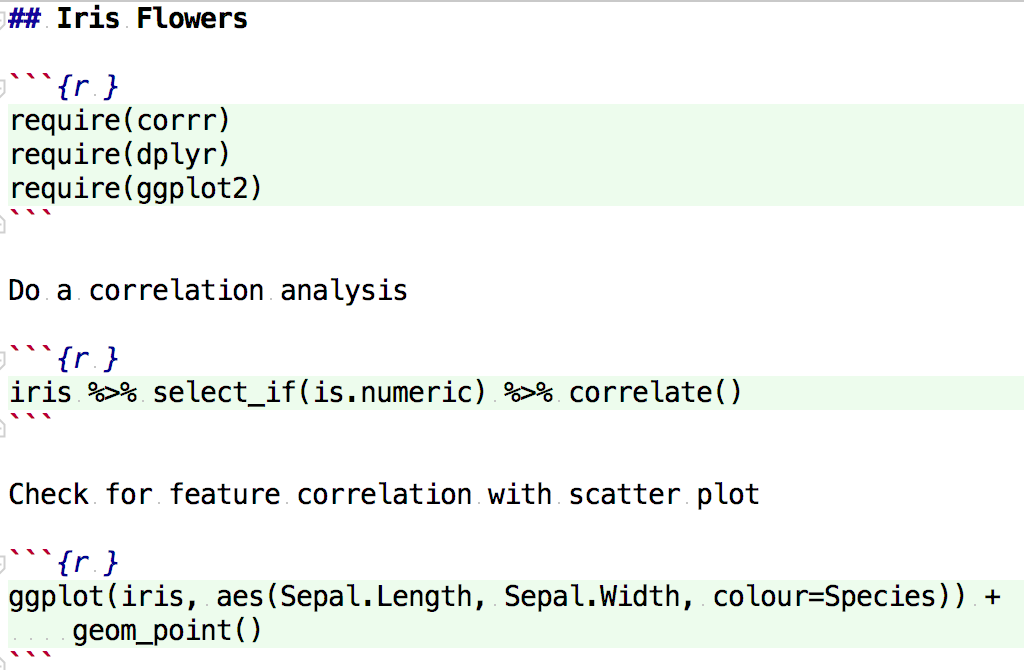 ## Iris Flowers
```{r }
require(corrr)
require(dplyr)
require(ggplot2)
```
Do a correlation analysis
```{r }
iris %>% select_if(is.numeric) %>% correlate()
```
Check for feature correlation with scatter plot
```{r }
ggplot(iris, aes(Sepal.Length, Sepal.Width, colour=Species)) +
    geom_point()
```